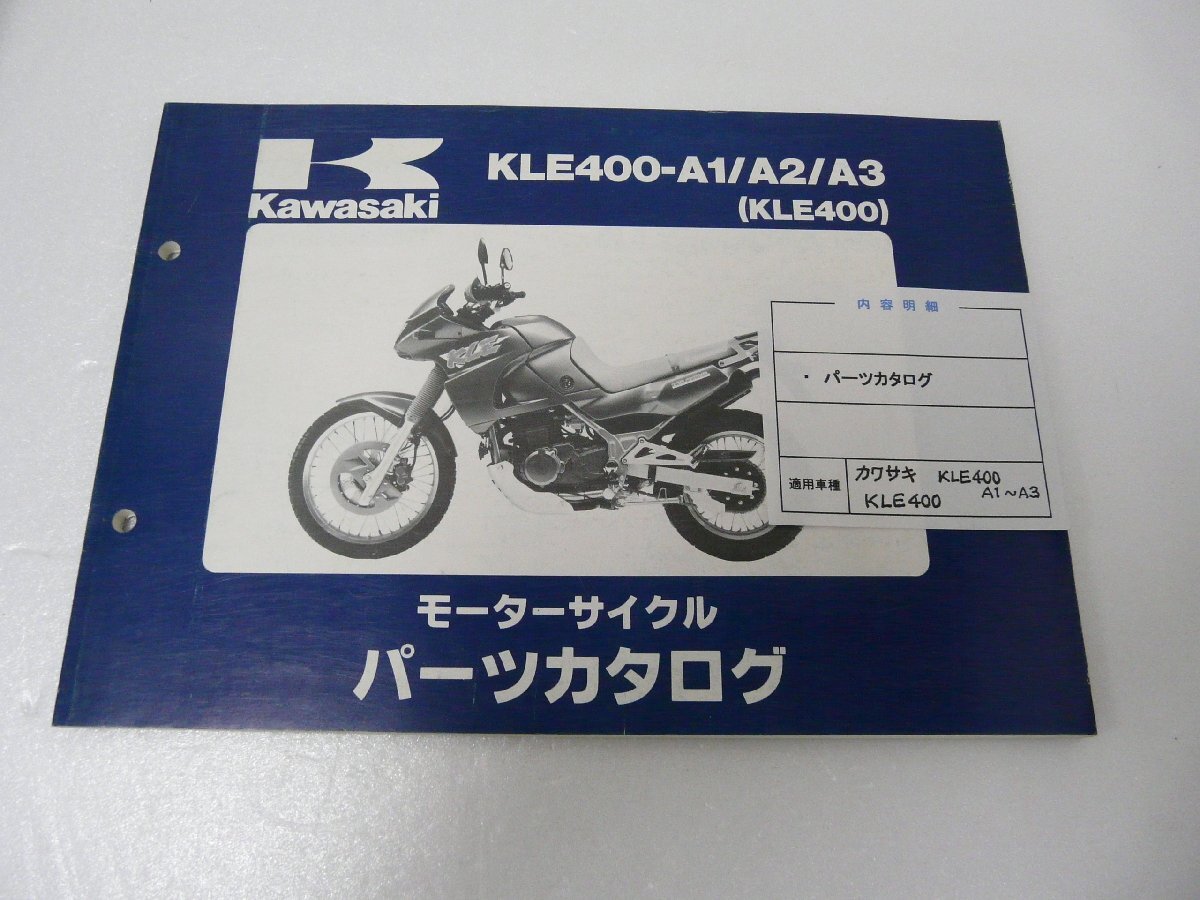 Kawasaki
KLE400-A1/A2/A3
(KLE400)
KLE
内容明細
・パーツカタログ
適用車種
カワサキ KLE400
KLE400 A1～A3
モーターサイクル
パーツカタログ